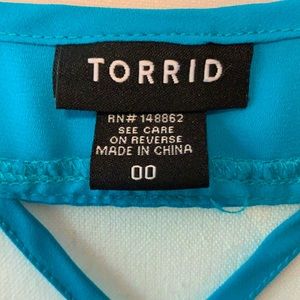 TORRID
RN# 148862
SEE CARE
ON REVERSE
MADE IN CHINA
00